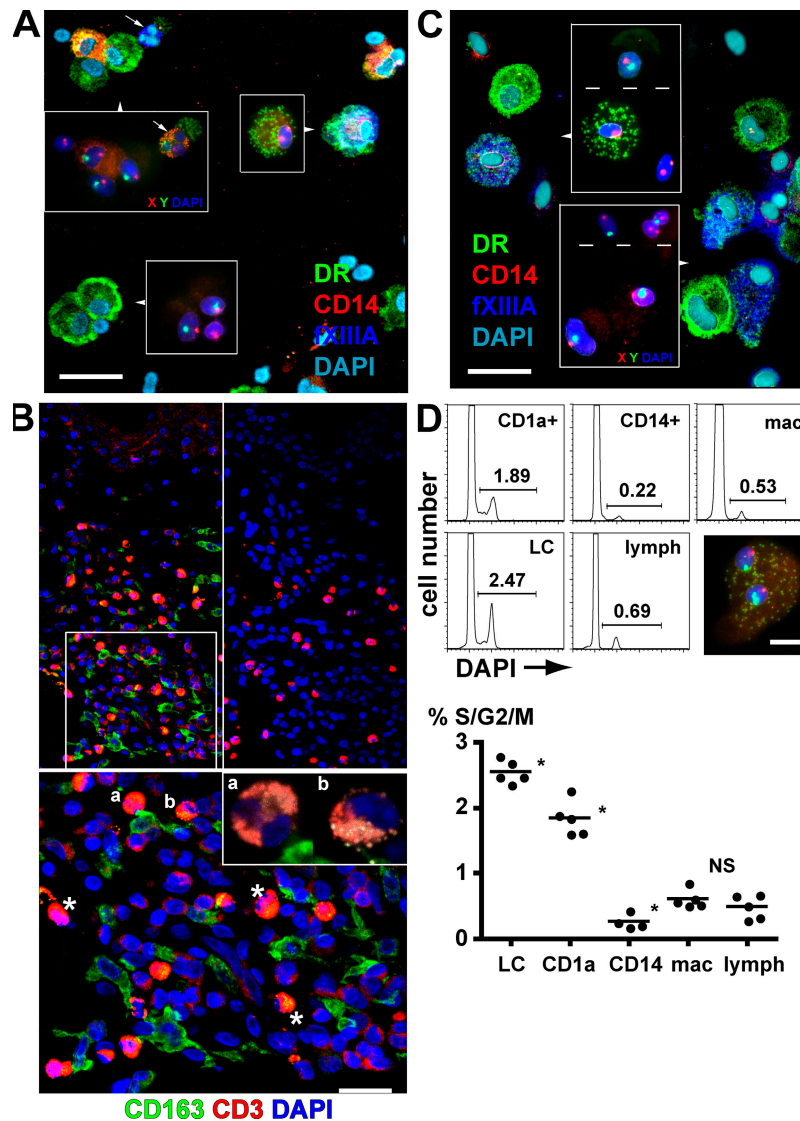 A
X Y DAPI
DR
CD14
fXIIIA
DAPI
C
DR
CD14
fXIIIA
DAPI
X Y DAPI
B
a
b
a
b
*
*
*
CD163 CD3 DAPI
D
CD1a+
1.89
CD14+
0.22
mac
0.53
LC
2.47
lymph
0.69
cell number
DAPI
% S/G2/M
3
2
1
0
*
*
*
NS
LC CD1a CD14 mac lymph